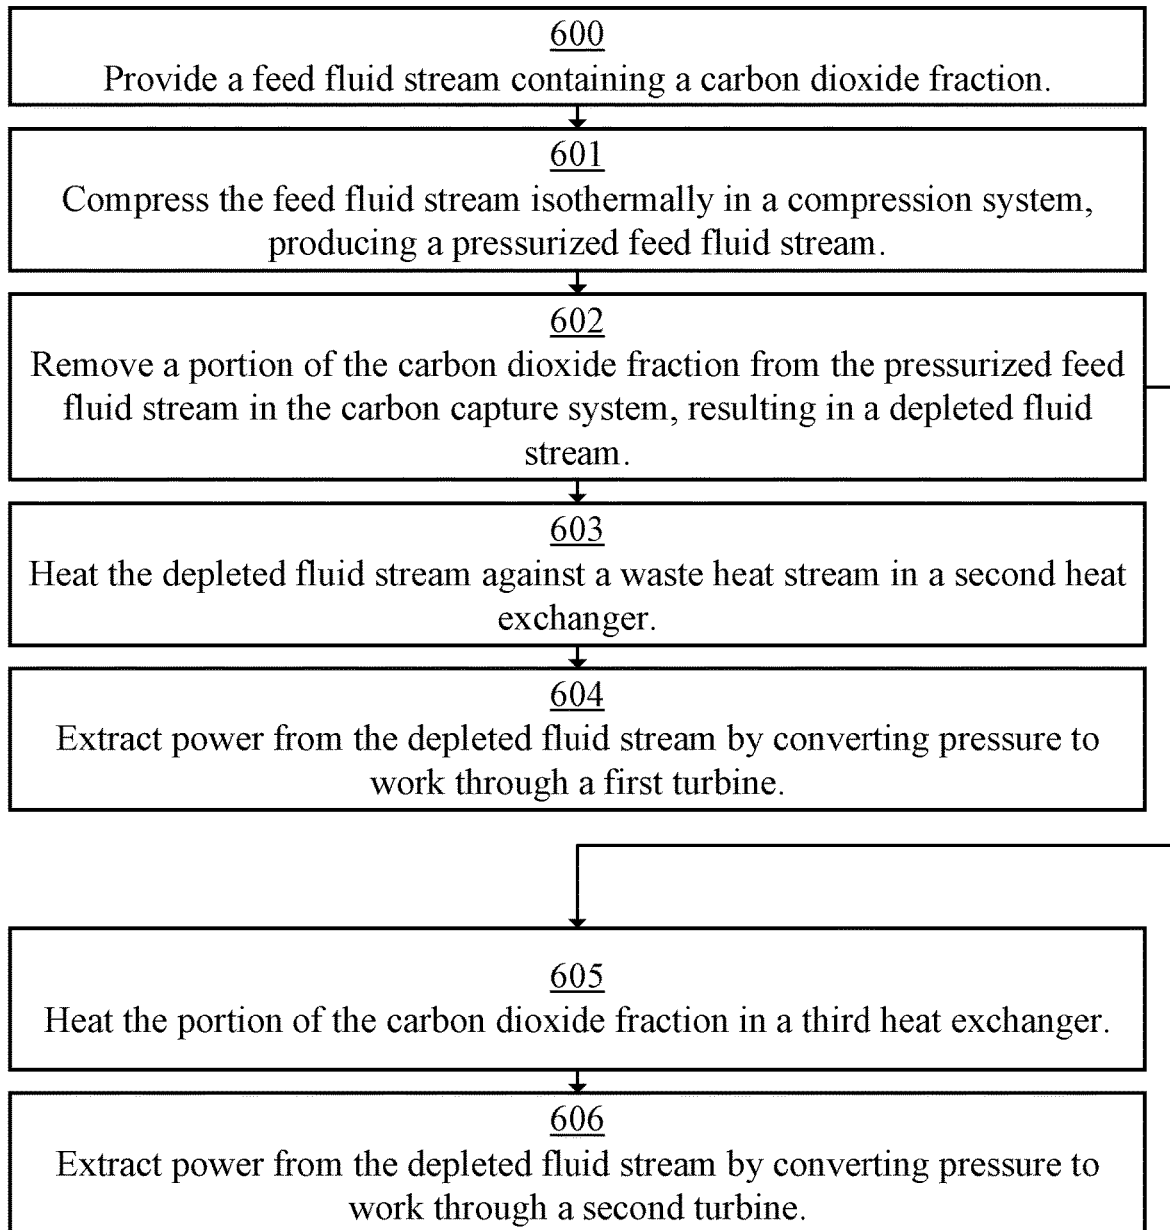 600
Provide a feed fluid stream containing a carbon dioxide fraction.
601
Compress the feed fluid stream isothermally in a compression system,
producing a pressurized feed fluid stream.
602
Remove a portion of the carbon dioxide fraction from the pressurized feed
fluid stream in the carbon capture system, resulting in a depleted fluid
stream.
603
Heat the depleted fluid stream against a waste heat stream in a second heat
exchanger.
604
Extract power from the depleted fluid stream by converting pressure to
work through a first turbine.
605
Heat the portion of the carbon dioxide fraction in a third heat exchanger.
606
Extract power from the depleted fluid stream by converting pressure to
work through a second turbine.